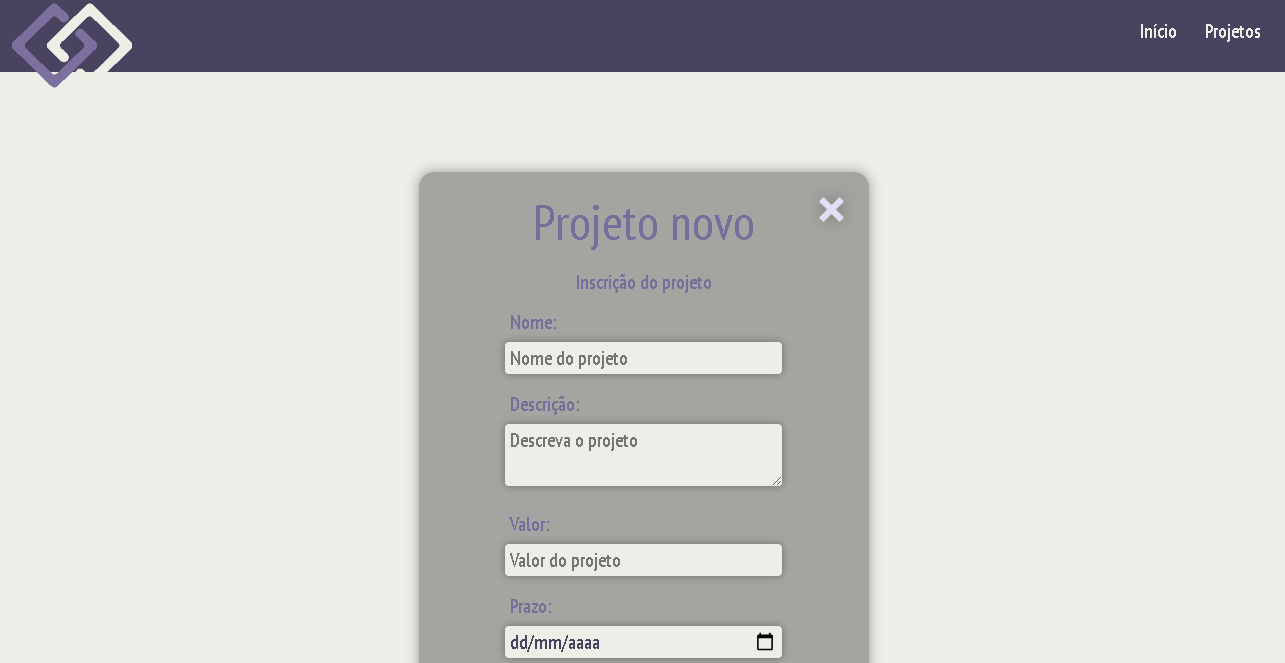 Início Projetos
Projeto novo
Inscrição do projeto
Nome:
Nome do projeto
Descrição:
Descreva o projeto
Valor:
Valor do projeto
Prazo:
dd/mm/aaaa